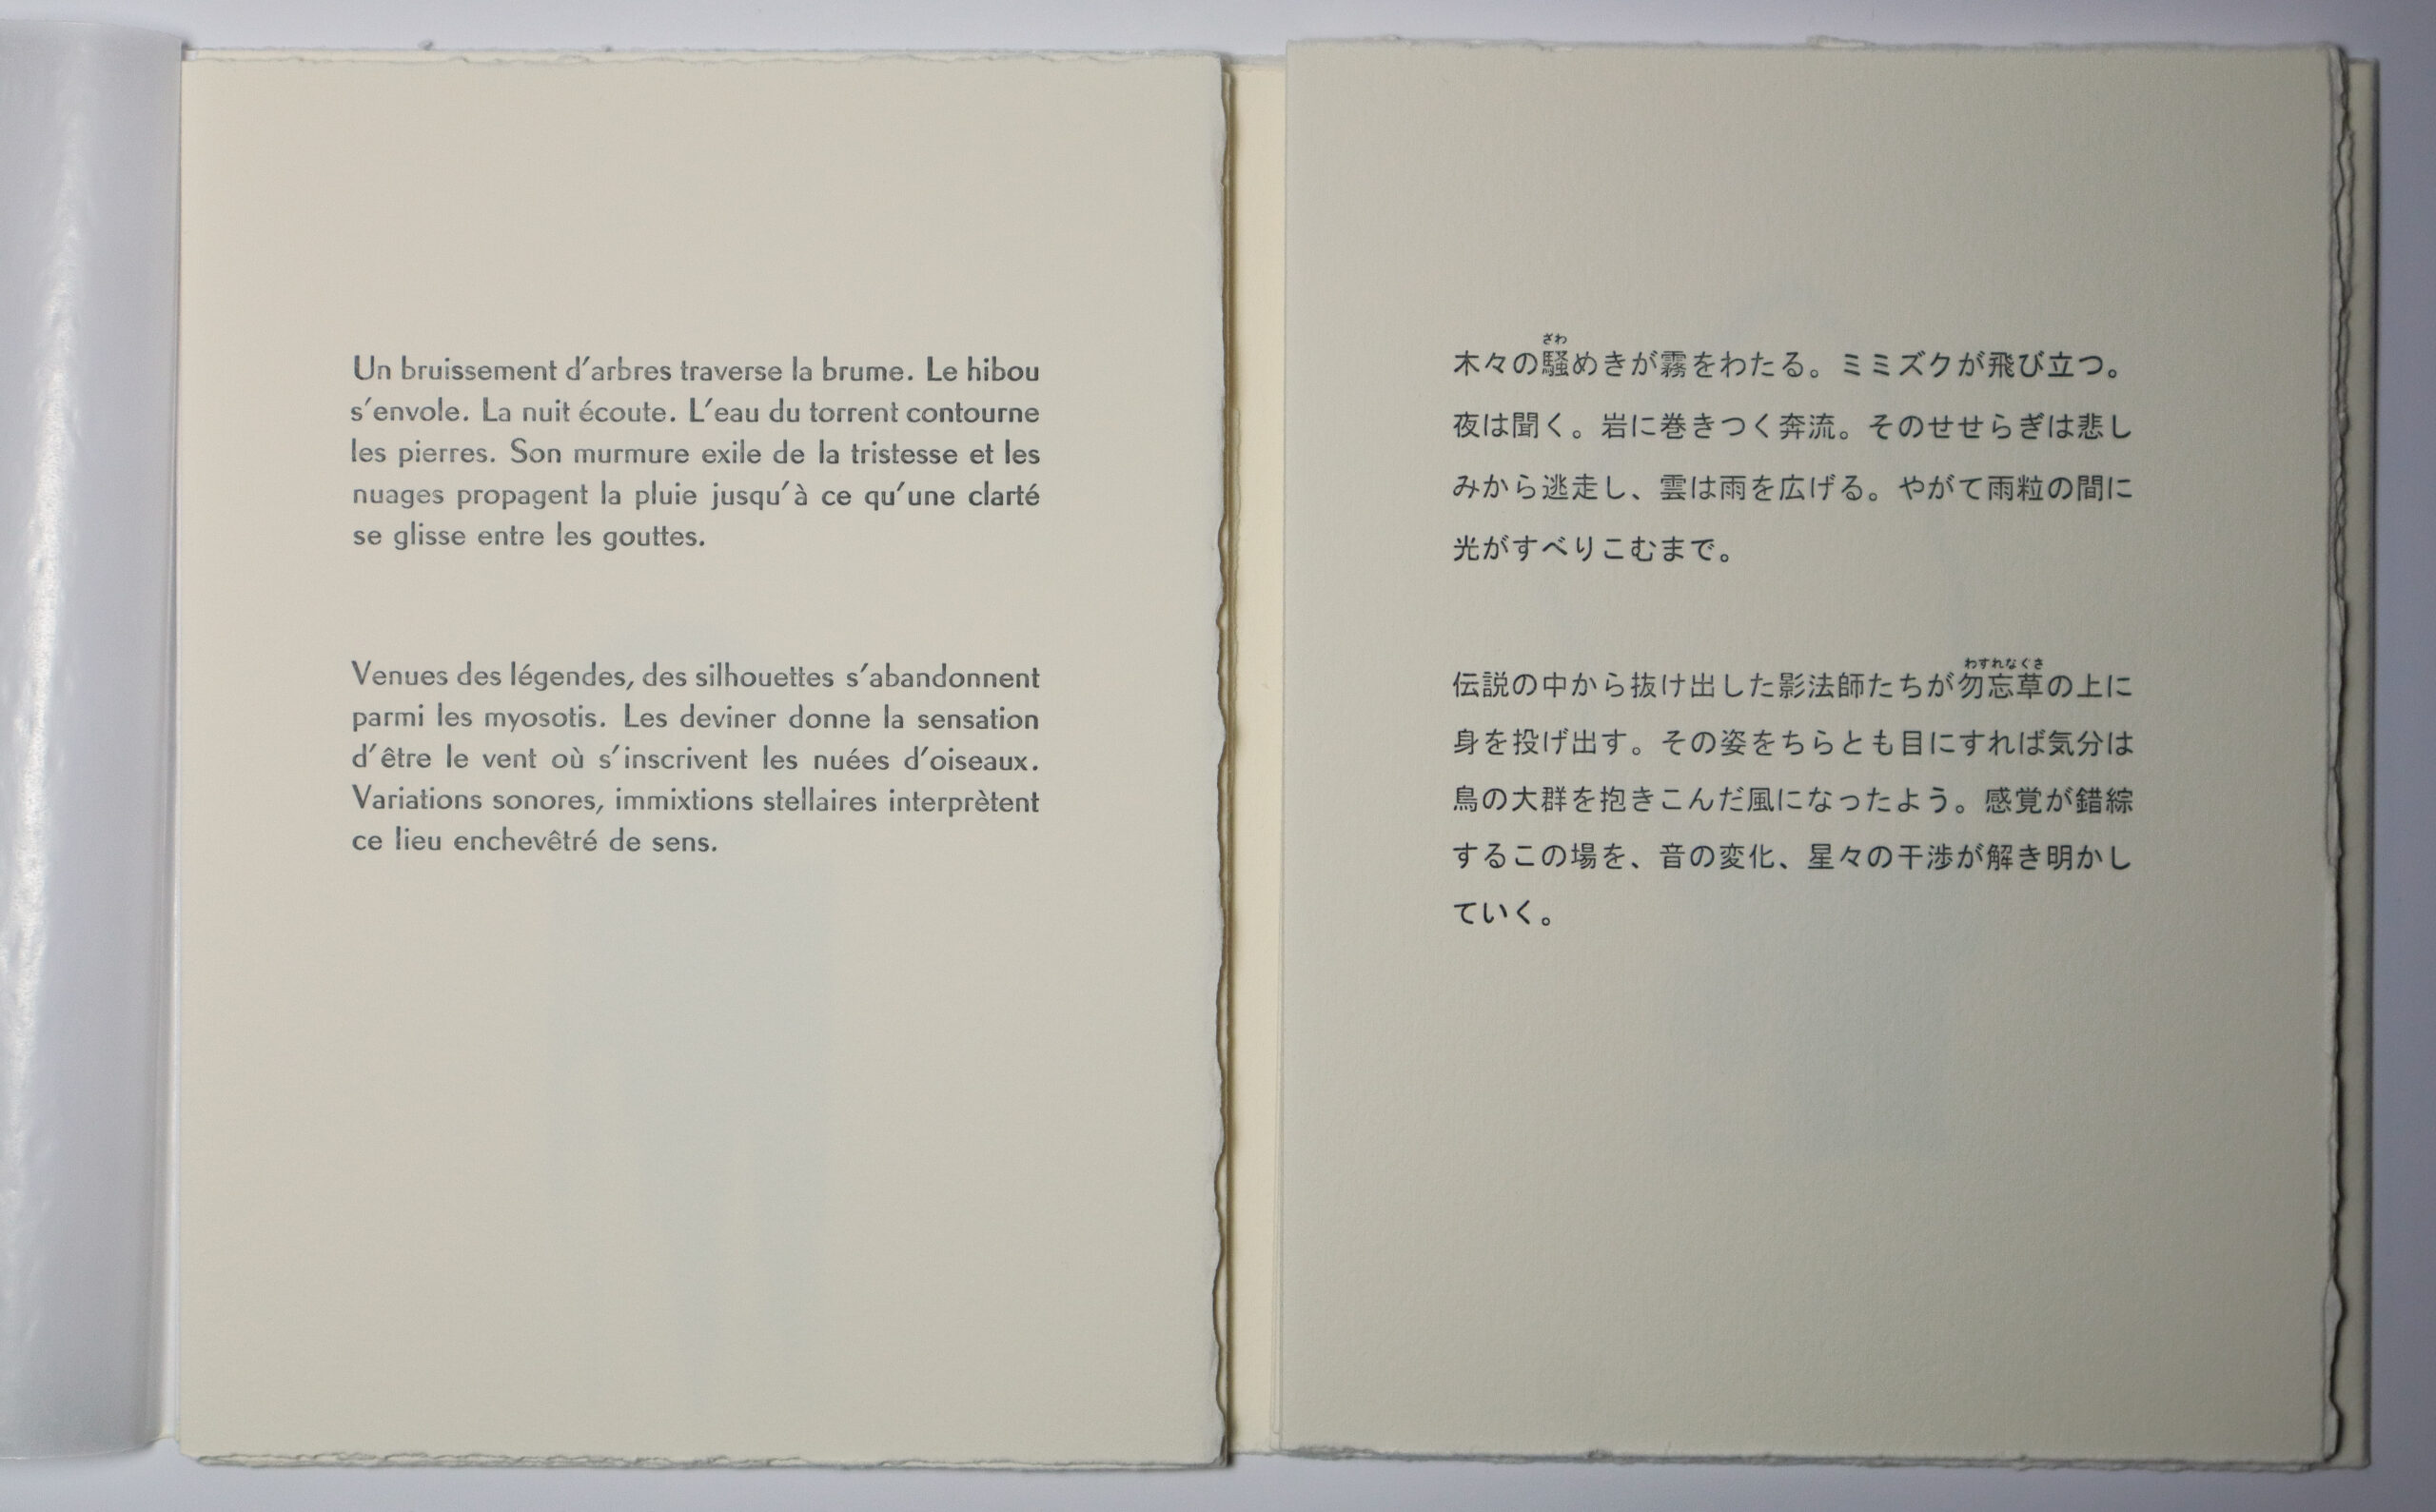 Un bruissement d'arbres traverse la brume. Le hibou
s'envole. La nuit écoute. L'eau du torrent contourne
les pierres. Son murmure exile de la tristesse et les
nuages propagent la pluie jusqu'à ce qu'une clarté
se glisse entre les gouttes.
Venues des légendes, des silhouettes s'abandonnent
parmi les myosotis. Les deviner donne la sensation
d'être le vent où s'inscrivent les nuées d'oiseaux.
Variations sonores, immixtions stellaires interprètent
ce lieu enchevêtré de sens.
ざわ
木々の騒めきが霧をわたる。ミミズクが飛び立つ。
夜は聞く。岩に巻きつく奔流。そのせせらぎは悲し
みから逃走し、雲は雨を広げる。やがて雨粒の間に
光がすべりこむまで。
わすれなぐさ
伝説の中から抜け出した影法師たちが勿忘草の上に
身を投げ出す。その姿をちらとも目にすれば気分は
鳥の大群を抱きこんだ風になったよう。感覚が錯綜
するこの場を、音の変化、星々の干渉が解き明かし
ていく。